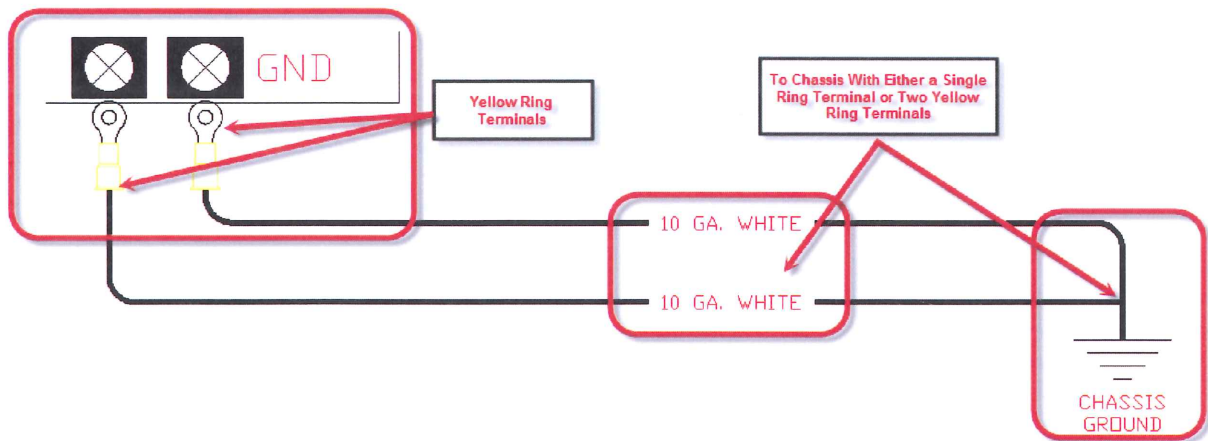 GND
Yellow Ring
Terminals
To Chassis With Either a Single
Ring Terminal or Two Yellow
Ring Terminals
10 GA. WHITE
10 GA. WHITE
CHASSIS
GROUND